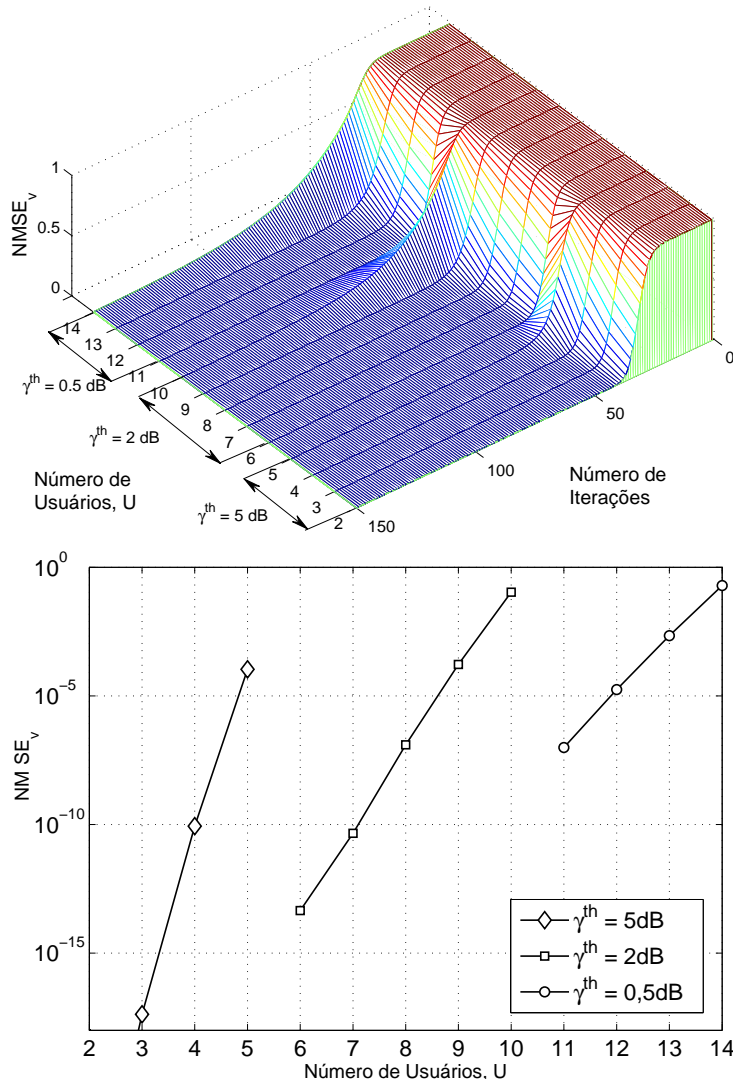 1
0.5
0
NMSE_v
14
13
12
11
10
9
8
7
6
5
4
3
2
γ^th = 0.5 dB
γ^th = 2 dB
γ^th = 5 dB
Número de
Usuários, U
150
100
50
0
Número de
Iterações
10^0
10^−5
10^−10
10^−15
NM SE_v
2 3 4 5 6 7 8 9 10 11 12 13 14
Número de Usuários, U
γ^th = 5dB
γ^th = 2dB
γ^th = 0,5dB